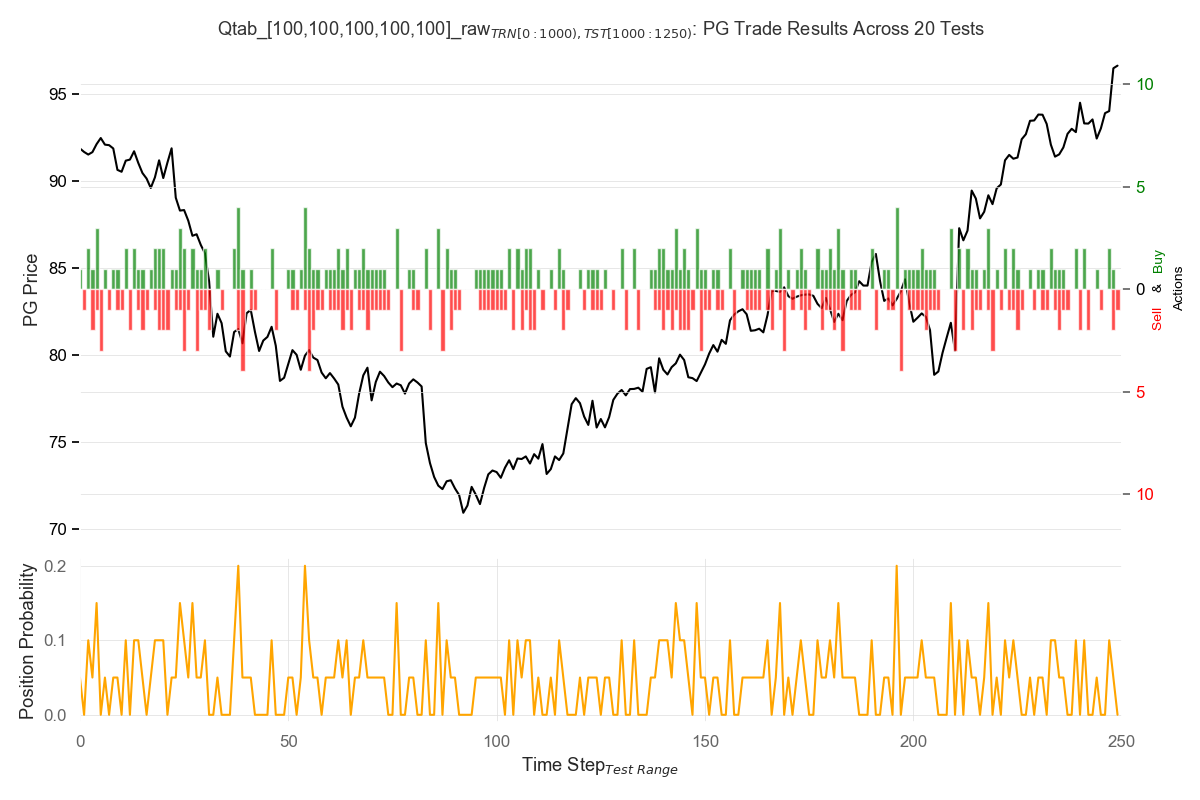 Qtab_[100,100,100,100,100]_raw_TRN[0:1000),TST[1000:1250): PG Trade Results Across 20 Tests
PG Price
95
90
85
80
75
70
10
5
0
5
10
Sell & Buy
Actions
Position Probability
0.2
0.1
0.0
0 50 100 150 200 250
Time Step Test Range